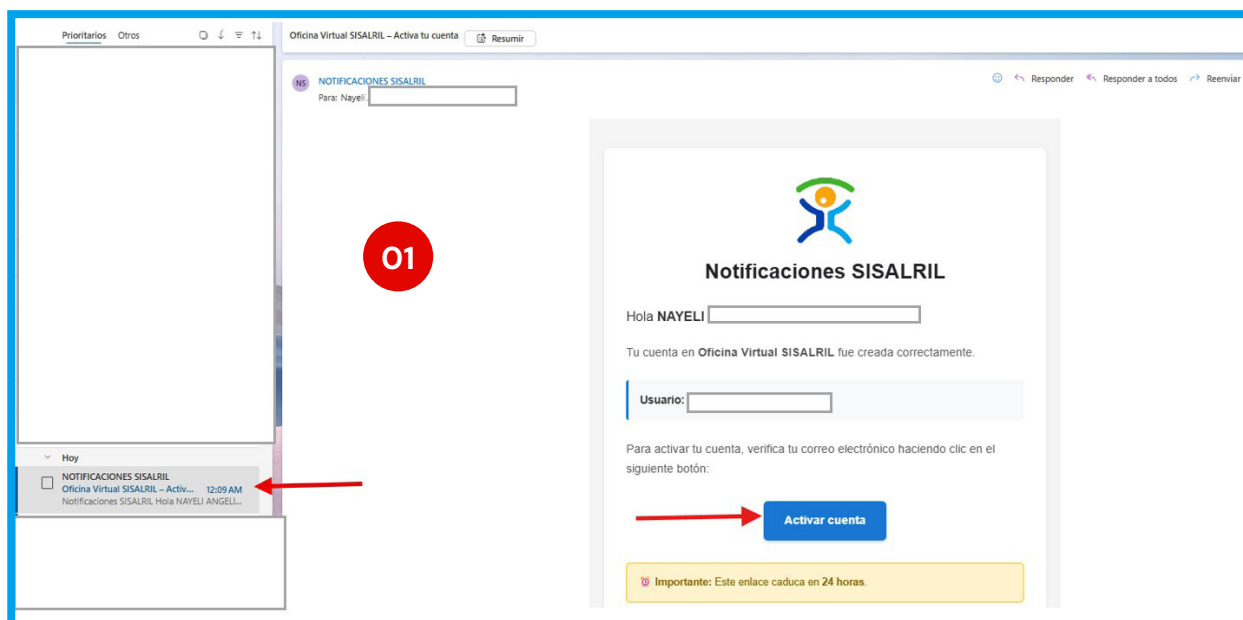 Prioritarios Otros
Oficina Virtual SISALRIL – Activa tu cuenta Resumir
NS NOTIFICACIONES SISALRIL
Para: Nayeli
Responder Responder a todos Reenviar
01
Notificaciones SISALRIL
Hola NAYELI
Tu cuenta en Oficina Virtual SISALRIL fue creada correctamente.
Usuario:
Para activar tu cuenta, verifica tu correo electrónico haciendo clic en el
siguiente botón:
Activar cuenta
Importante: Este enlace caduca en 24 horas.
Hoy
NOTIFICACIONES SISALRIL
Oficina Virtual SISALRIL – Activ... 12:09 AM
Notificaciones SISALRIL Hola NAYELI ANGELI...